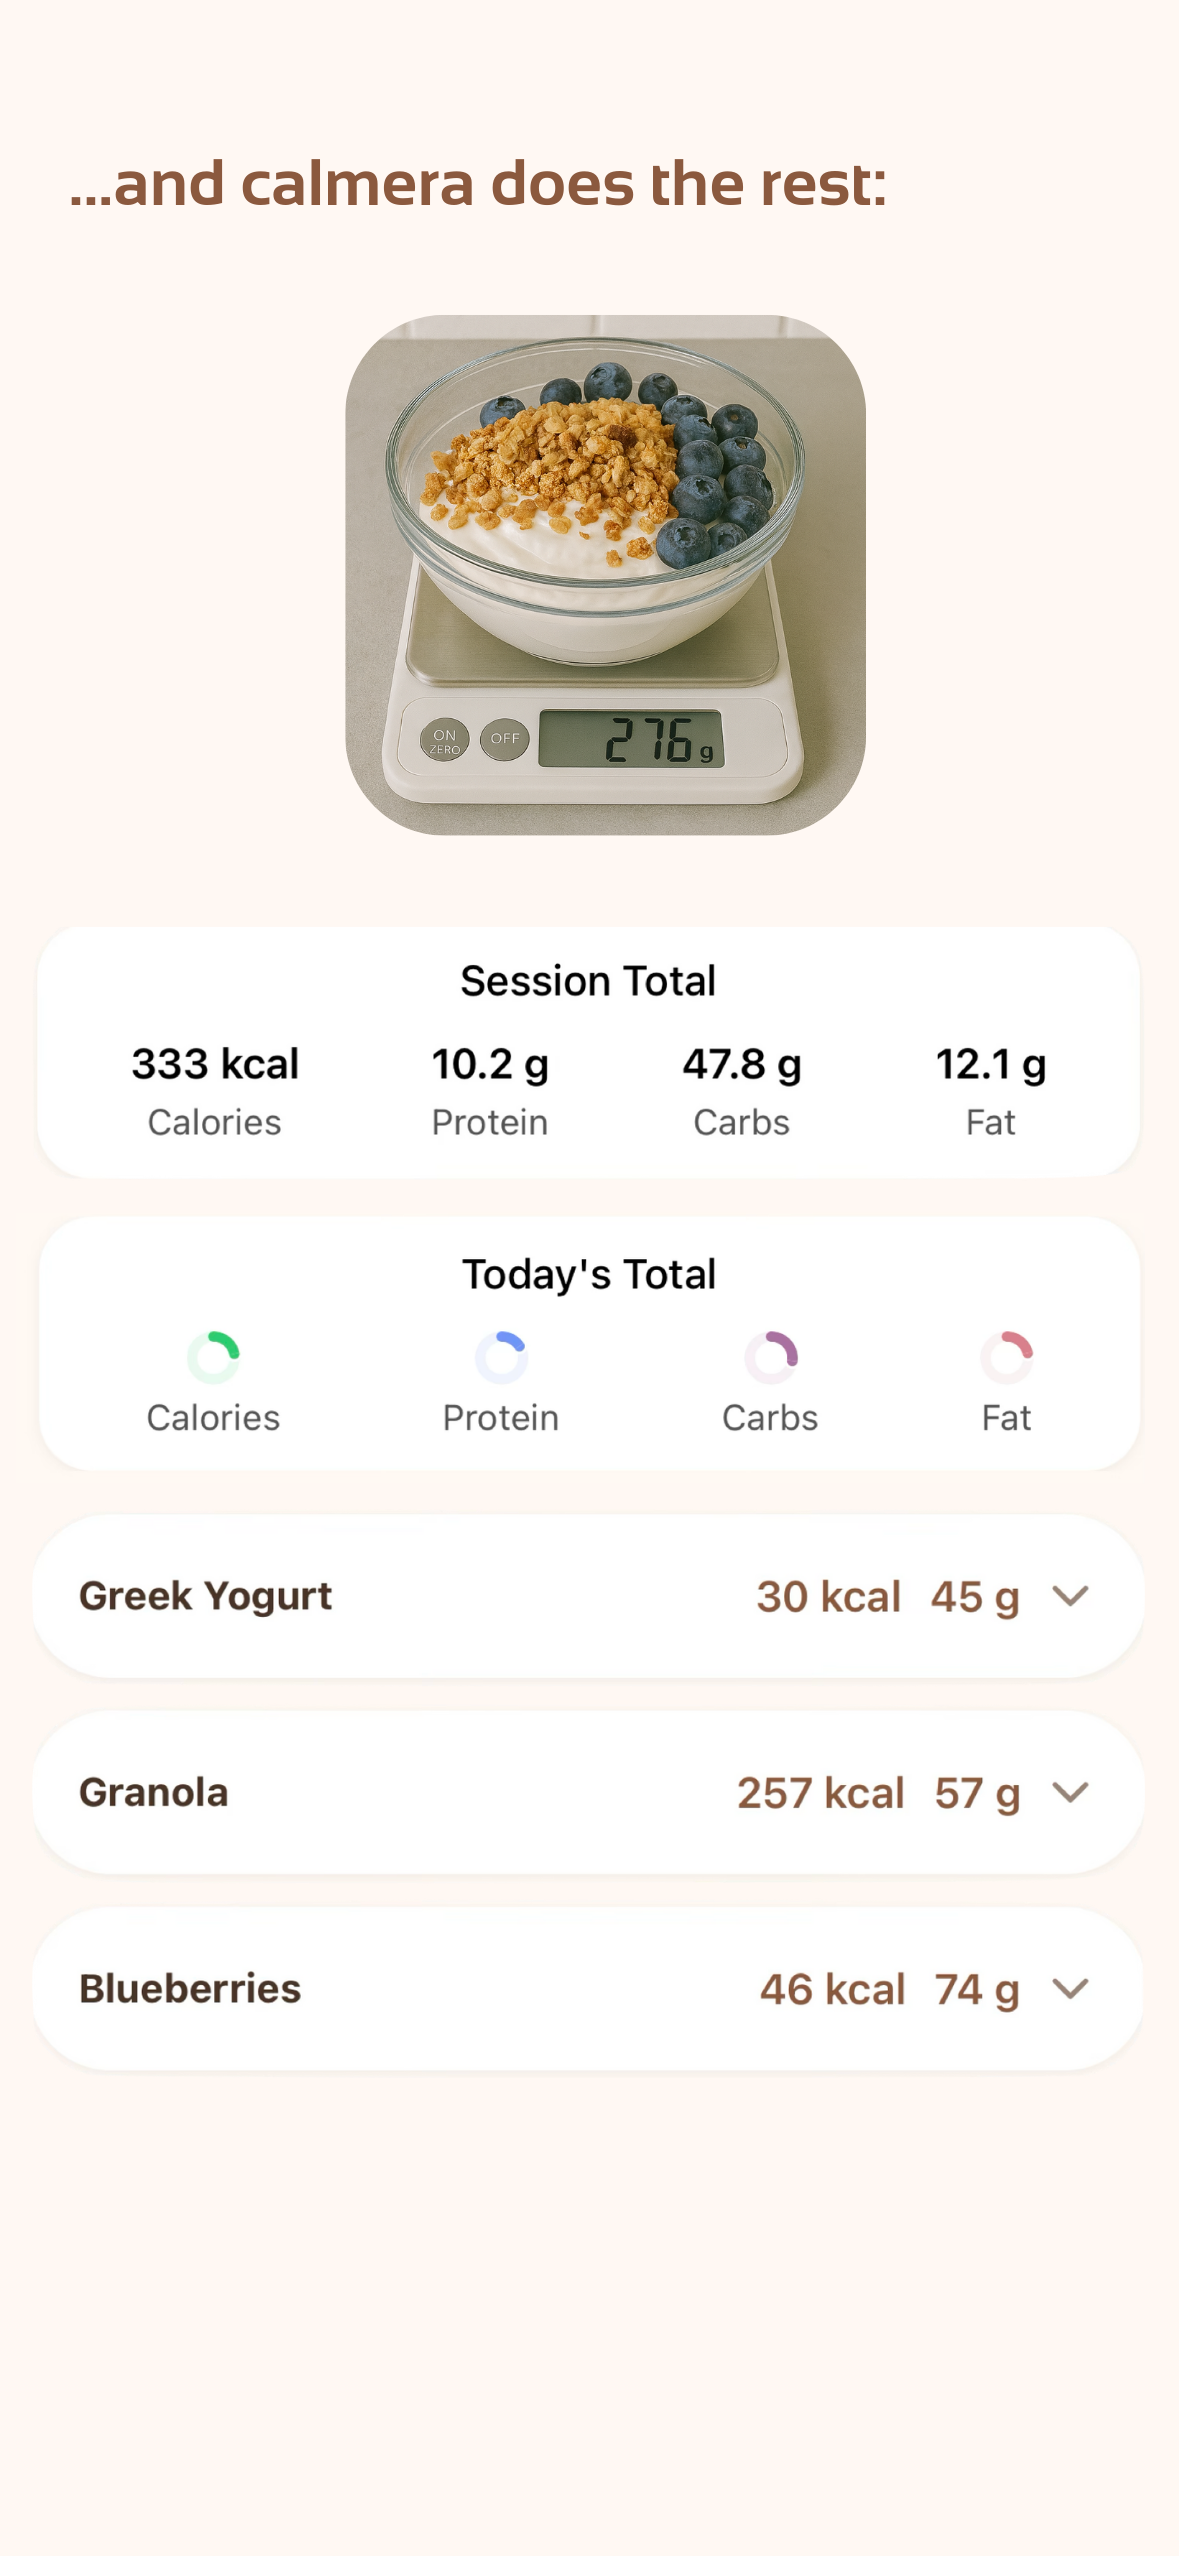 ...and calmera does the rest:
ON ZERO
OFF
276 g
Session Total
333 kcal 10.2 g 47.8 g 12.1 g
Calories Protein Carbs Fat
Today's Total
Calories Protein Carbs Fat
Greek Yogurt 30 kcal 45 g
Granola 257 kcal 57 g
Blueberries 46 kcal 74 g